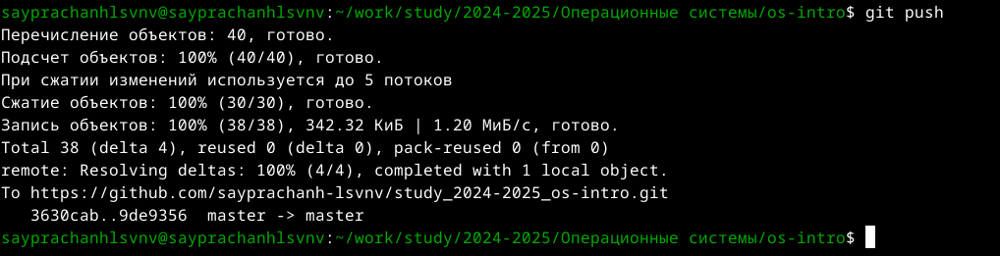 sayprachanhlsvnv@sayprachanhlsvnv:~/work/study/2024-2025/Операционные системы/os-intro$ git push
Перечисление объектов: 40, готово.
Подсчет объектов: 100% (40/40), готово.
При сжатии изменений используется до 5 потоков
Сжатие объектов: 100% (30/30), готово.
Запись объектов: 100% (38/38), 342.32 КиБ | 1.20 МиБ/с, готово.
Total 38 (delta 4), reused 0 (delta 0), pack-reused 0 (from 0)
remote: Resolving deltas: 100% (4/4), completed with 1 local object.
To https://github.com/sayprachanh-lsvnv/study_2024-2025_os-intro.git
   3630cab..9de9356  master -> master
sayprachanhlsvnv@sayprachanhlsvnv:~/work/study/2024-2025/Операционные системы/os-intro$